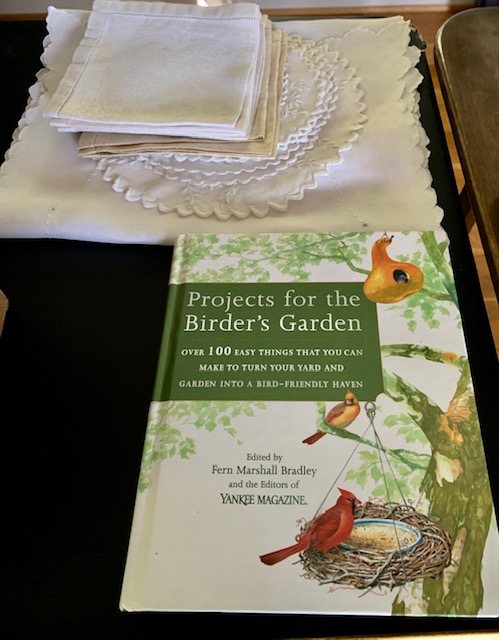 Projects for the
Birder's Garden
OVER 100 EASY THINGS THAT YOU CAN
MAKE TO TURN YOUR YARD AND
GARDEN INTO A BIRD-FRIENDLY HAVEN
Edited by
Fern Marshall Bradley
and the Editors of
YANKEE MAGAZINE®